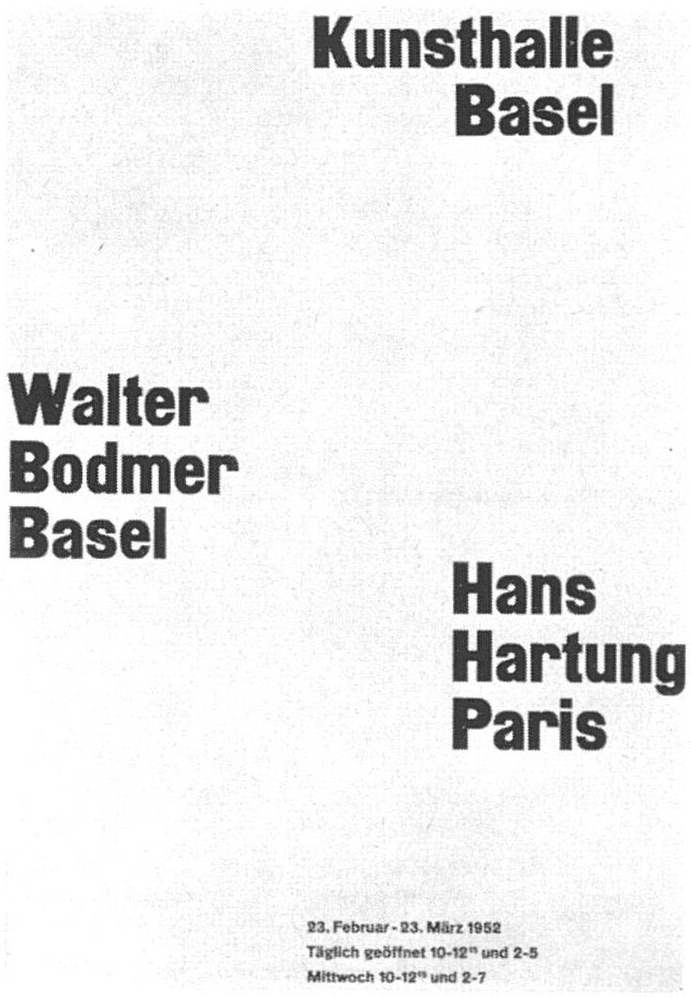 Kunsthalle
Basel
Walter
Bodmer
Basel
Hans
Hartung
Paris
23. Februar - 23. März 1952
Täglich geöffnet 10-12¹⁵ und 2-5
Mittwoch 10-12¹⁵ und 2-7